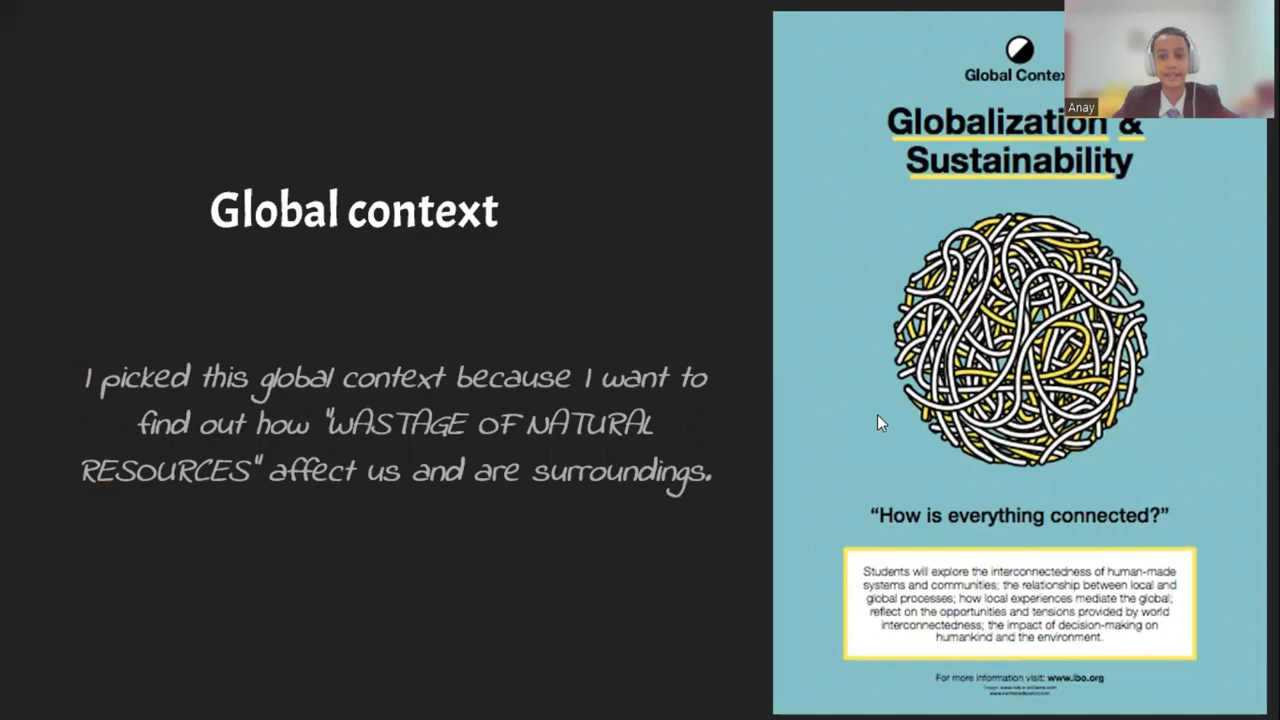 Global context
I picked this global context because I want to
find out how "WASTAGE OF NATURAL
RESOURCES" affect us and are surroundings.
Global Contex
Anay
Globalization &
Sustainability
“How is everything connected?”
Students will explore the interconnectedness of human-made
systems and communities; the relationship between local and
global processes; how local experiences mediate the global;
reflect on the opportunities and tensions provided by world
interconnectedness; the impact of decision-making on
humankind and the environment.
For more information visit: www.ibo.org